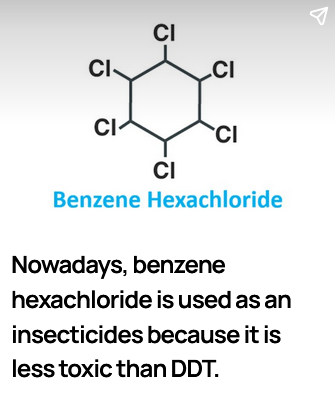 Cl
Cl Cl
Cl Cl
Cl
Benzene Hexachloride
Nowadays, benzene
hexachloride is used as an
insecticides because it is
less toxic than DDT.